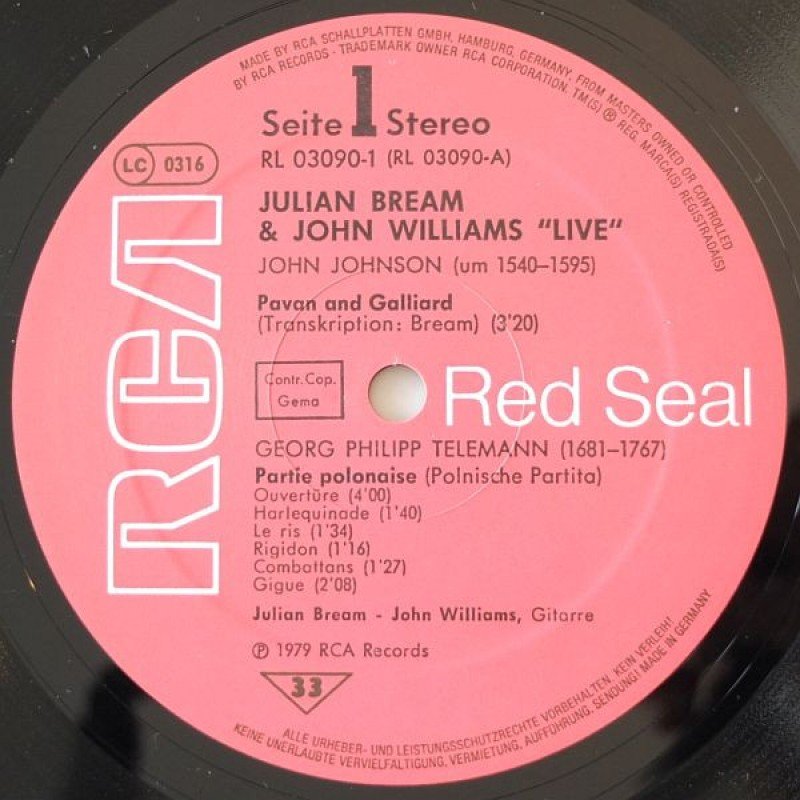 MADE BY RCA SCHALLPLATTEN GMBH, HAMBURG, GERMANY, FROM MASTERS OWNED OR CONTROLLED
BY RCA RECORDS · TRADEMARK OWNER RCA CORPORATION. TM(S) ® REG. MARCA(S) REGISTRADA(S)
Seite 1 Stereo
RL 03090-1 (RL 03090-A)
LC 0316
RCA
JULIAN BREAM
& JOHN WILLIAMS "LIVE"
JOHN JOHNSON (um 1540–1595)
Pavan and Galliard
(Transkription: Bream) (3'20)
Contr. Cop.
Gema
Red Seal
GEORG PHILIPP TELEMANN (1681–1767)
Partie polonaise (Polnische Partita)
Ouvertüre (4'00)
Harlequinade (1'40)
Le ris (1'34)
Rigidon (1'16)
Combattans (1'27)
Gigue (2'08)
Julian Bream - John Williams, Gitarre
℗ 1979 RCA Records
33
ALLE URHEBER- UND LEISTUNGSSCHUTZRECHTE VORBEHALTEN. KEIN VERLEIH!
KEINE UNERLAUBTE VERVIELFÄLTIGUNG, VERMIETUNG, AUFFÜHRUNG, SENDUNG! MADE IN GERMANY